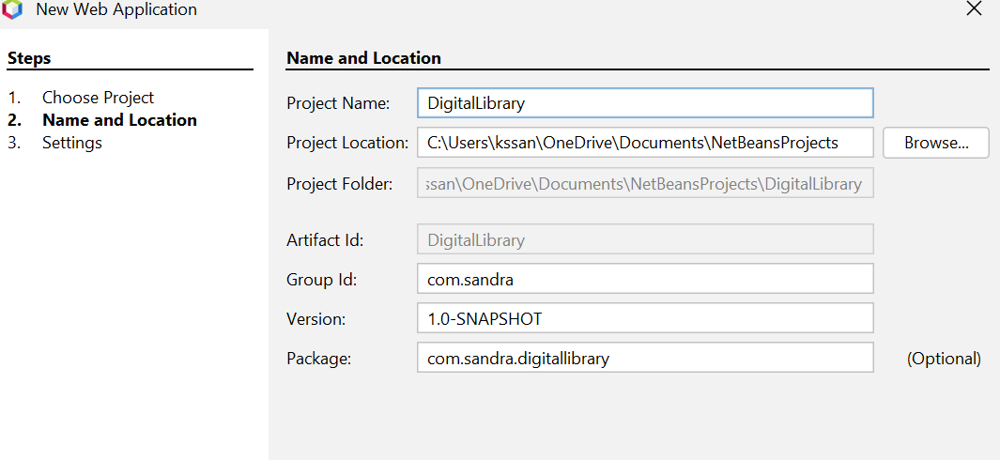 New Web Application
Steps
1. Choose Project
2. Name and Location
3. Settings
Name and Location
Project Name: DigitalLibrary
Project Location: C:\Users\kssan\OneDrive\Documents\NetBeansProjects Browse...
Project Folder: ssan\OneDrive\Documents\NetBeansProjects\DigitalLibrary
Artifact Id: DigitalLibrary
Group Id: com.sandra
Version: 1.0-SNAPSHOT
Package: com.sandra.digitallibrary (Optional)